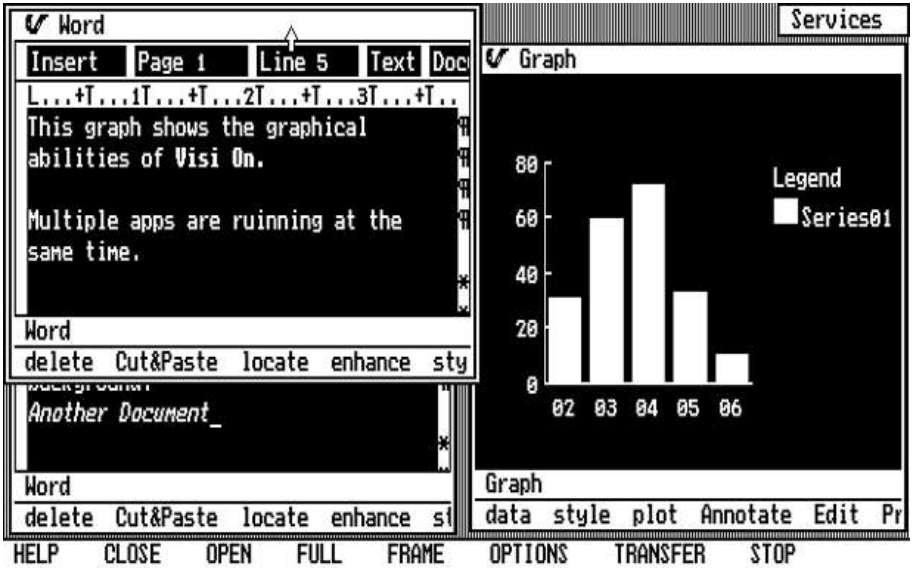 Word
Insert Page 1 Line 5 Text Docu
L...+T...1T...+T...2T...+T...3T...+T..
This graph shows the graphical ¶
abilities of Visi On. ¶
¶
Multiple apps are ruinning at the ¶
same time.
*
Word
delete Cut&Paste locate enhance sty
background.
Another Document_
*
Word
delete Cut&Paste locate enhance st
Services
Graph
80
60
40
20
0
02 03 04 05 06
Legend
Series01
Graph
data style plot Annotate Edit Pr
HELP CLOSE OPEN FULL FRAME OPTIONS TRANSFER STOP